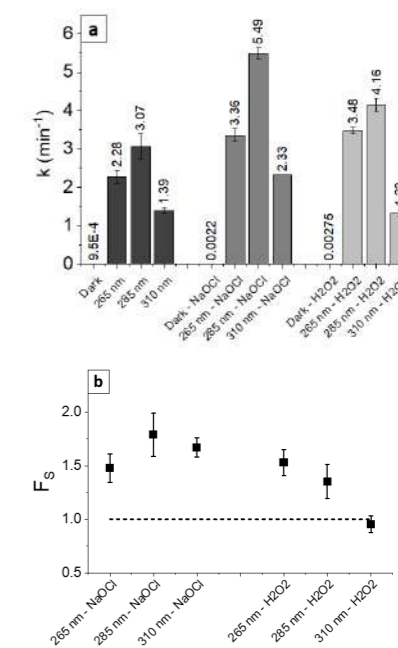 a
6
5
4
3
2
1
0
k (min⁻¹)
9.5E-4
2.28
3.07
1.39
0.0022
3.36
5.49
2.33
0.00275
3.48
4.16
Dark
265 nm
285 nm
310 nm
Dark - NaOCl
265 nm - NaOCl
285 nm - NaOCl
310 nm - NaOCl
Dark - H2O2
265 nm - H2O2
285 nm - H2O2
b
2.0
1.5
1.0
0.5
Fs
265 nm - NaOCl
285 nm - NaOCl
310 nm - NaOCl
265 nm - H2O2
285 nm - H2O2
310 nm - H2O2